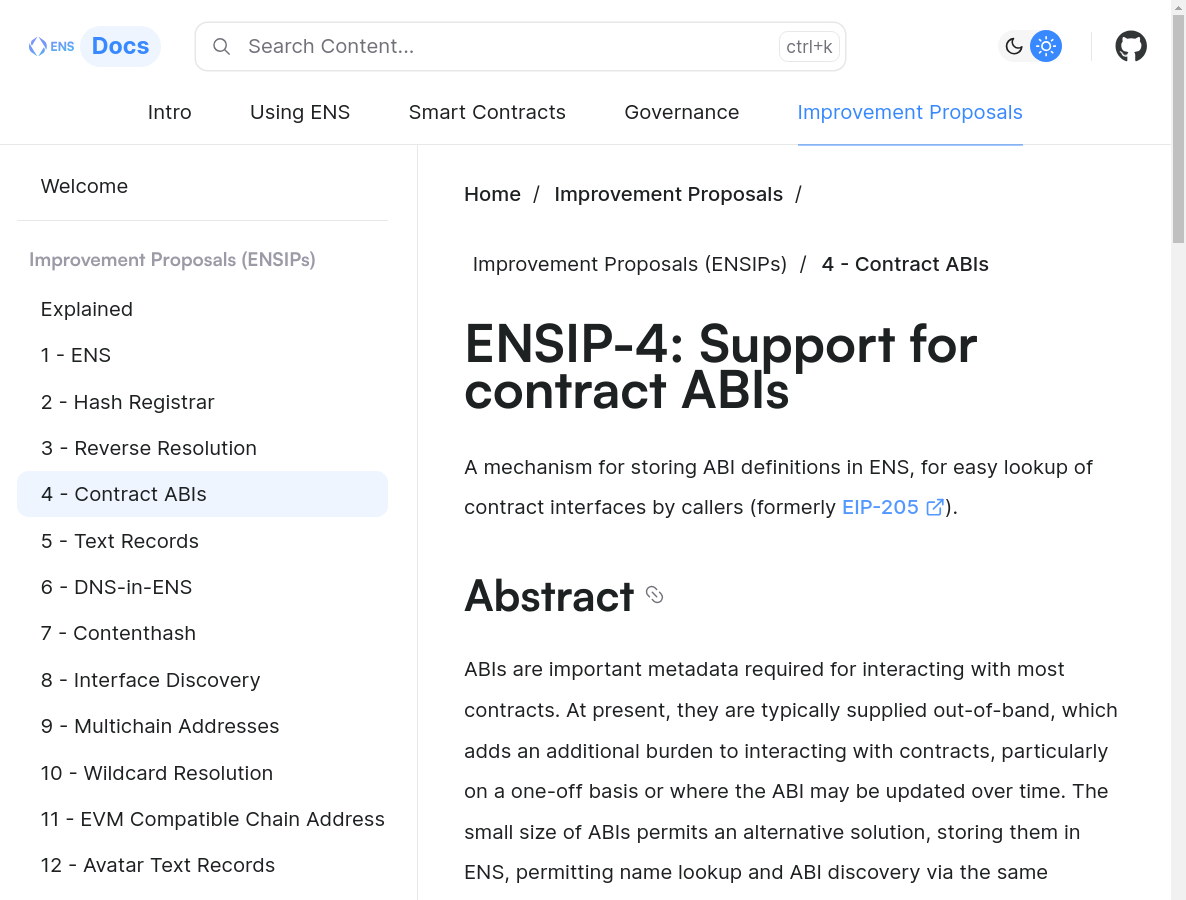 ENS Docs
Search Content...
ctrl+k
Intro
Using ENS
Smart Contracts
Governance
Improvement Proposals
Welcome
Improvement Proposals (ENSIPs)
Explained
1 - ENS
2 - Hash Registrar
3 - Reverse Resolution
4 - Contract ABIs
5 - Text Records
6 - DNS-in-ENS
7 - Contenthash
8 - Interface Discovery
9 - Multichain Addresses
10 - Wildcard Resolution
11 - EVM Compatible Chain Address
12 - Avatar Text Records
Home / Improvement Proposals /
Improvement Proposals (ENSIPs) / 4 - Contract ABIs
ENSIP-4: Support for
contract ABIs
A mechanism for storing ABI definitions in ENS, for easy lookup of
contract interfaces by callers (formerly EIP-205).
Abstract
ABIs are important metadata required for interacting with most
contracts. At present, they are typically supplied out-of-band, which
adds an additional burden to interacting with contracts, particularly
on a one-off basis or where the ABI may be updated over time. The
small size of ABIs permits an alternative solution, storing them in
ENS, permitting name lookup and ABI discovery via the same